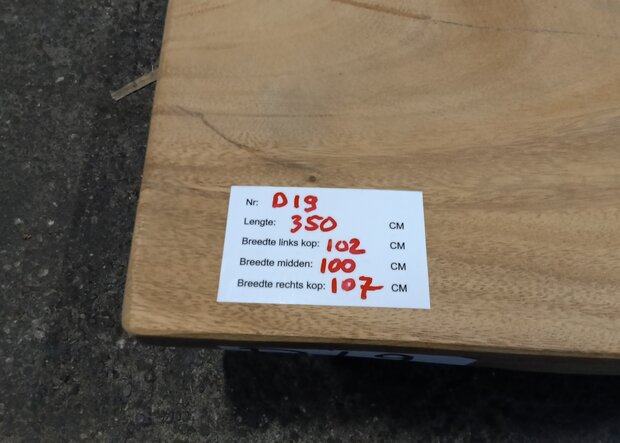 Nr: D19
Lengte: 350 CM
Breedte links kop: 102 CM
Breedte midden: 100 CM
Breedte rechts kop: 107 CM